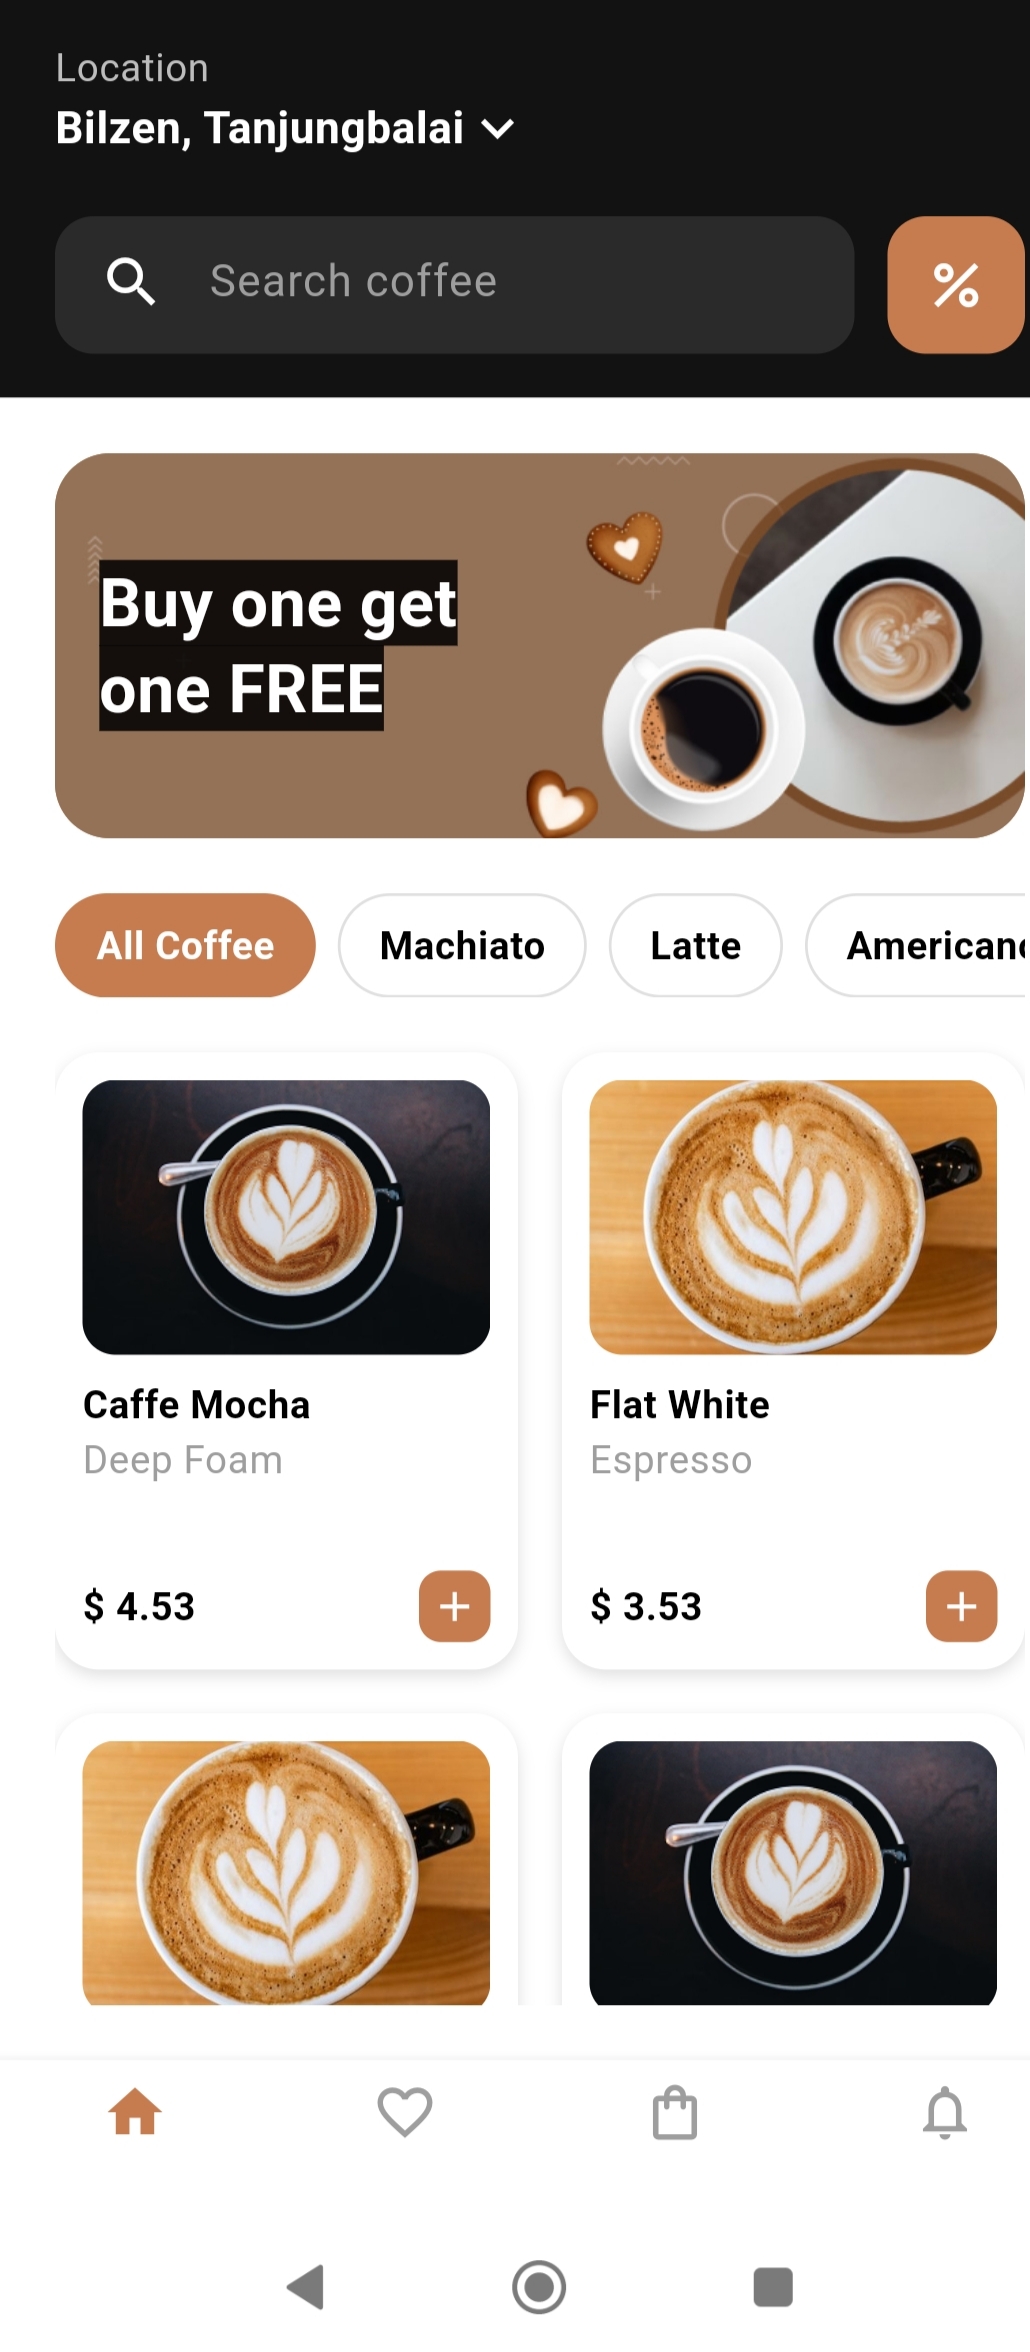 Location
Bilzen, Tanjungbalai
Search coffee
%
Buy one get
one FREE
All Coffee
Machiato
Latte
Caffe Mocha
Deep Foam
$ 4.53
Flat White
Espresso
$ 3.53